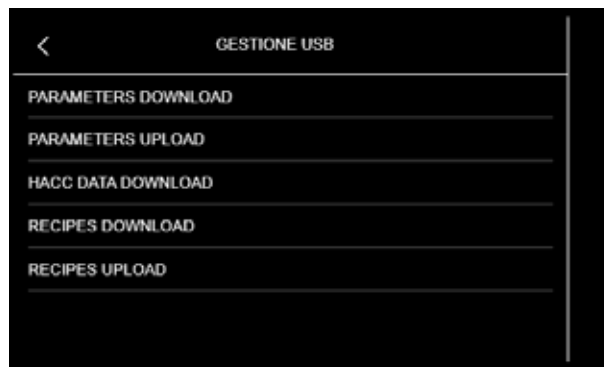 GESTIONE USB
PARAMETERS DOWNLOAD
PARAMETERS UPLOAD
HACC DATA DOWNLOAD
RECIPES DOWNLOAD
RECIPES UPLOAD